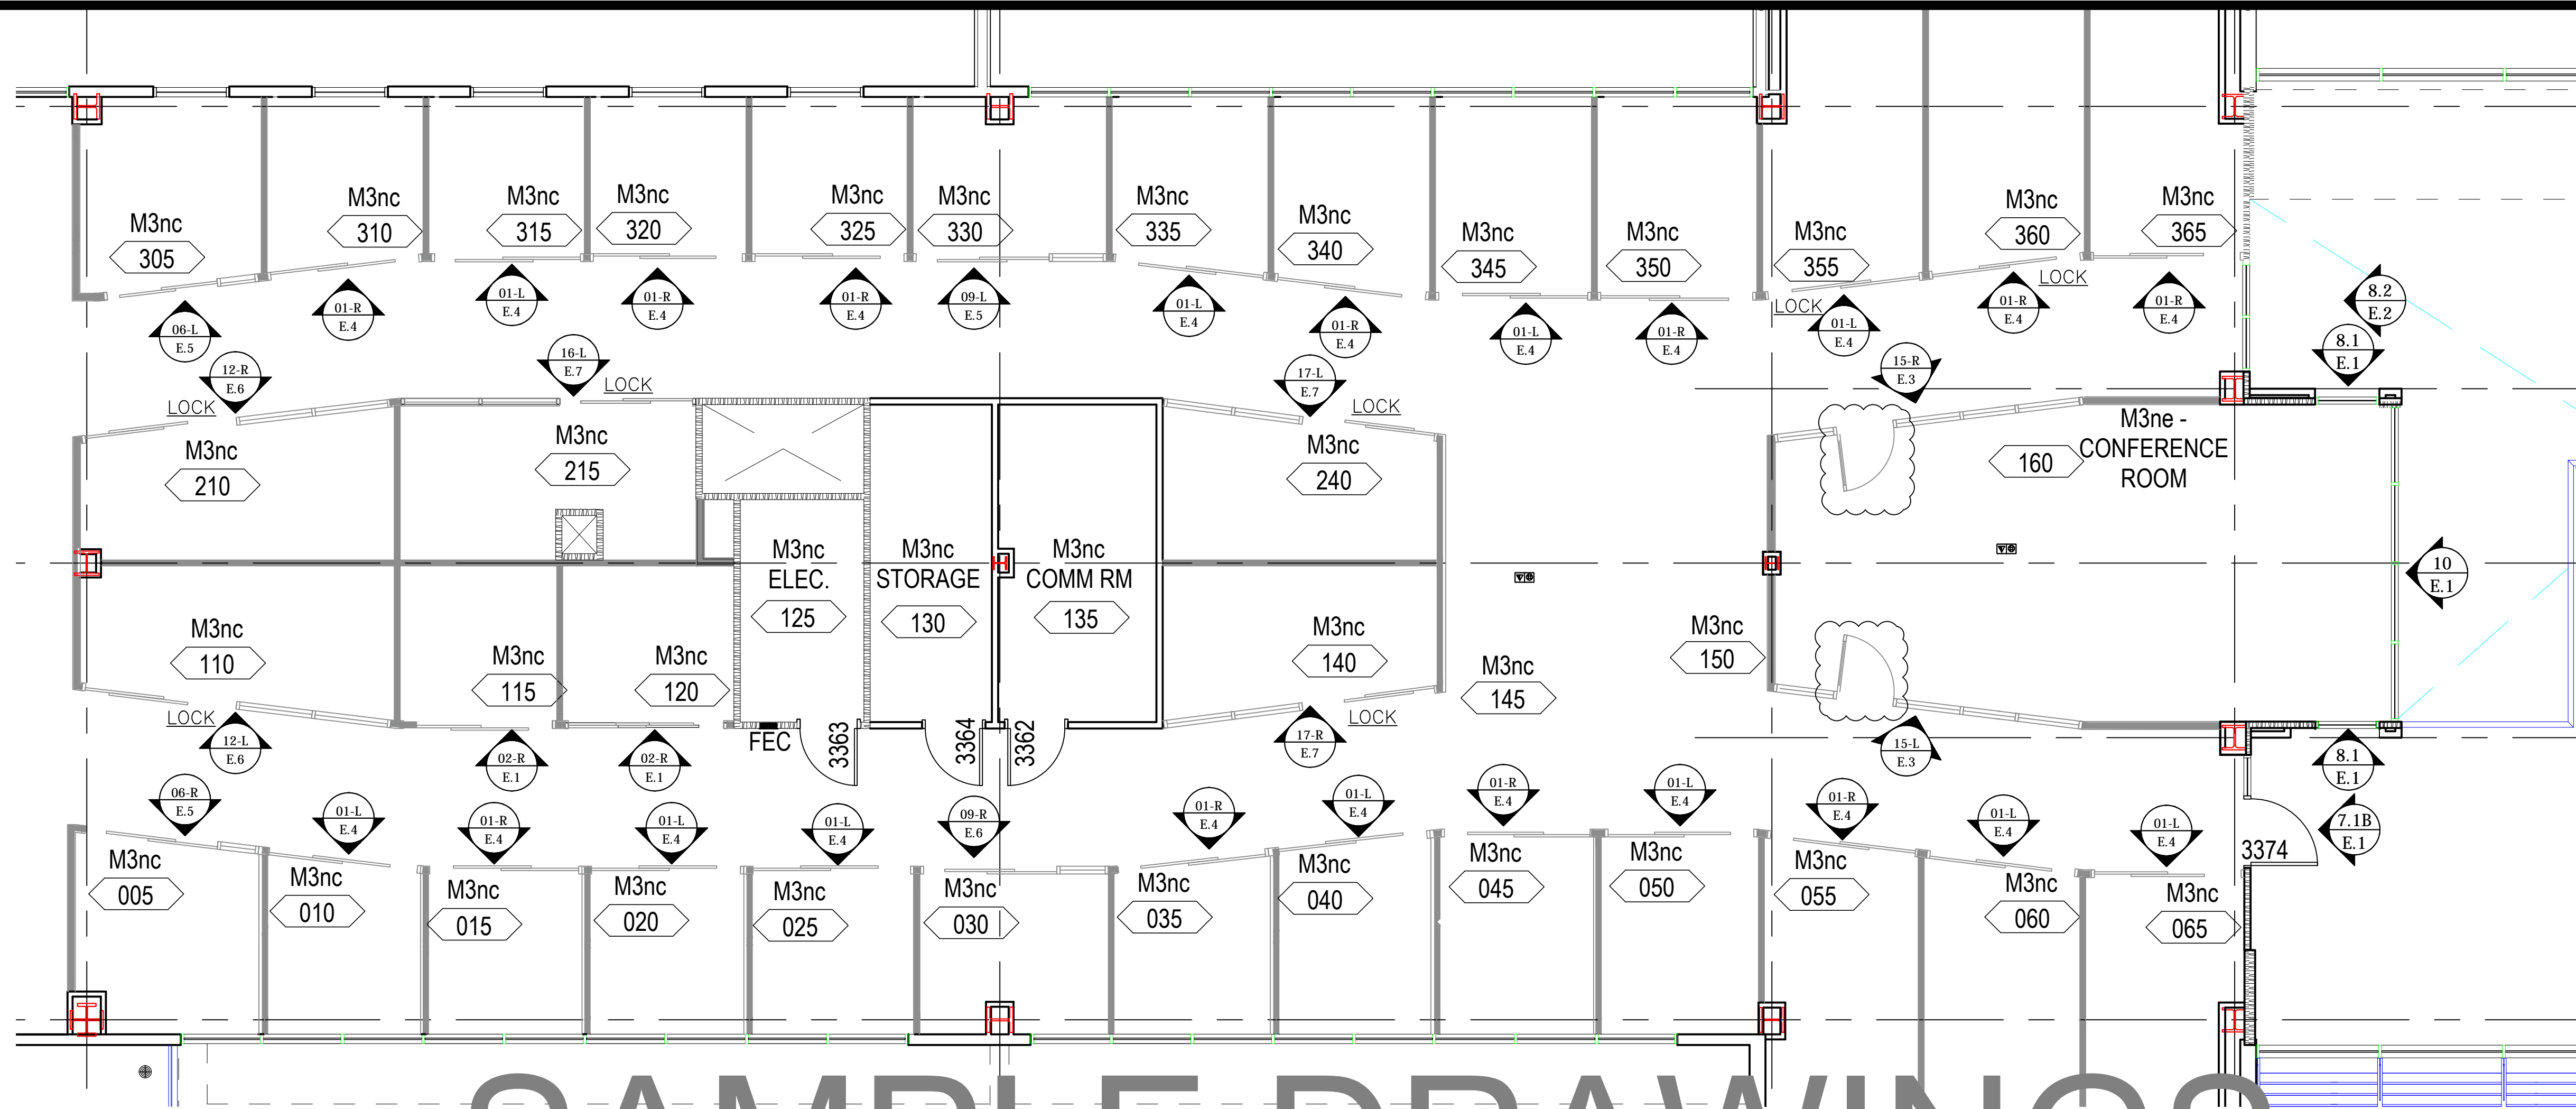 M3nc
305
M3nc
310
M3nc
315
M3nc
320
M3nc
325
M3nc
330
M3nc
335
M3nc
340
M3nc
345
M3nc
350
M3nc
355
M3nc
360
M3nc
365
06-L
E.5
01-R
E.4
01-L
E.4
01-R
E.4
01-R
E.4
09-L
E.5
01-L
E.4
01-R
E.4
01-L
E.4
01-R
E.4
LOCK
01-L
E.4
01-R
E.4
LOCK
01-R
E.4
8.2
E.2
8.1
E.1
12-R
E.6
LOCK
16-L
E.7
LOCK
17-L
E.7
LOCK
15-R
E.3
M3nc
210
M3nc
215
M3nc
240
160
M3ne -
CONFERENCE
ROOM
M3nc
ELEC.
125
M3nc
STORAGE
130
M3nc
COMM RM
135
10
E.1
M3nc
110
M3nc
115
M3nc
120
M3nc
140
M3nc
145
M3nc
150
LOCK
12-L
E.6
02-R
E.1
02-R
E.1
FEC
3363
3364
3362
17-R
E.7
LOCK
15-L
E.3
8.1
E.1
06-R
E.5
01-L
E.4
01-R
E.4
01-L
E.4
01-L
E.4
09-R
E.6
01-R
E.4
01-L
E.4
01-R
E.4
01-L
E.4
01-R
E.4
01-L
E.4
01-L
E.4
3374
7.1B
E.1
M3nc
005
M3nc
010
M3nc
015
M3nc
020
M3nc
025
M3nc
030
M3nc
035
M3nc
040
M3nc
045
M3nc
050
M3nc
055
M3nc
060
M3nc
065
SAMPLE DRAWINGS